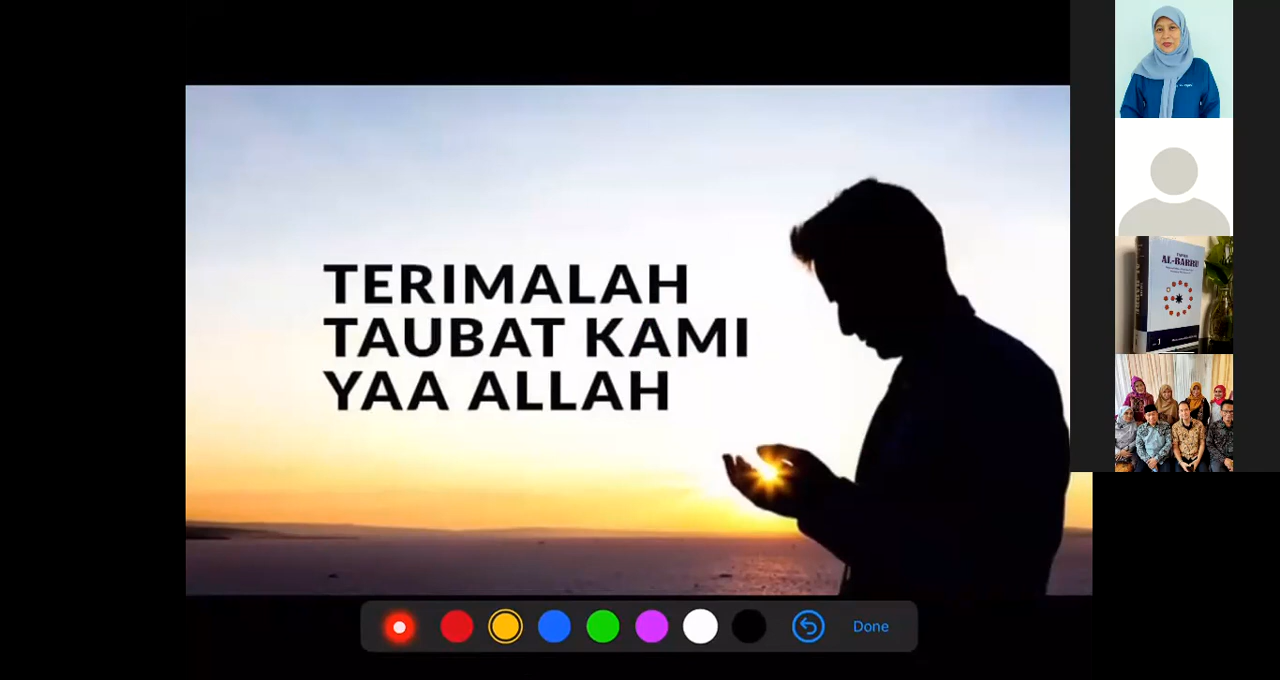 TERIMALAH
TAUBAT KAMI
YAA ALLAH
Done
AL-BARRU